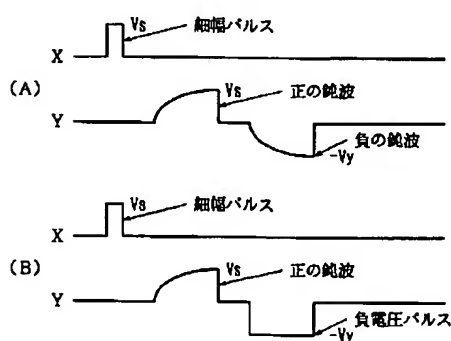 Vs 細幅パルス
X
(A)
Vs 正の鈍波
Y
負の鈍波
-Vy
Vs 細幅パルス
X
(B)
Vs 正の鈍波
Y
負電圧パルス
-Vy